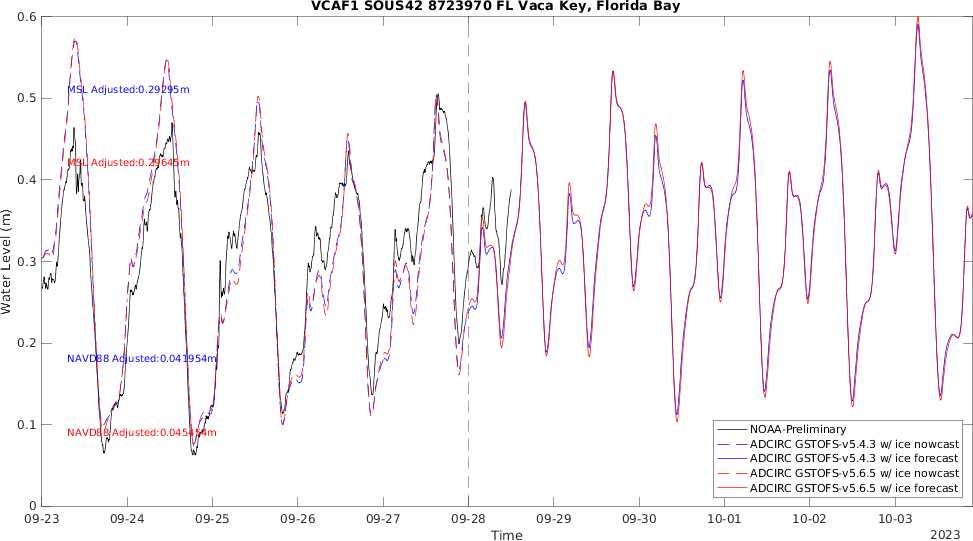 VCAF1 SOUS42 8723970 FL Vaca Key, Florida Bay
0.6
0.5
0.4
0.3
0.2
0.1
0
Water Level (m)
MSL Adjusted:0.29295m
MSL Adjusted:0.29645m
NAVD88 Adjusted:0.041954m
NAVD88 Adjusted:0.045454m
NOAA-Preliminary
ADCIRC GSTOFS-v5.4.3 w/ ice nowcast
ADCIRC GSTOFS-v5.4.3 w/ ice forecast
ADCIRC GSTOFS-v5.6.5 w/ ice nowcast
ADCIRC GSTOFS-v5.6.5 w/ ice forecast
09-23 09-24 09-25 09-26 09-27 09-28 09-29 09-30 10-01 10-02 10-03
Time
2023